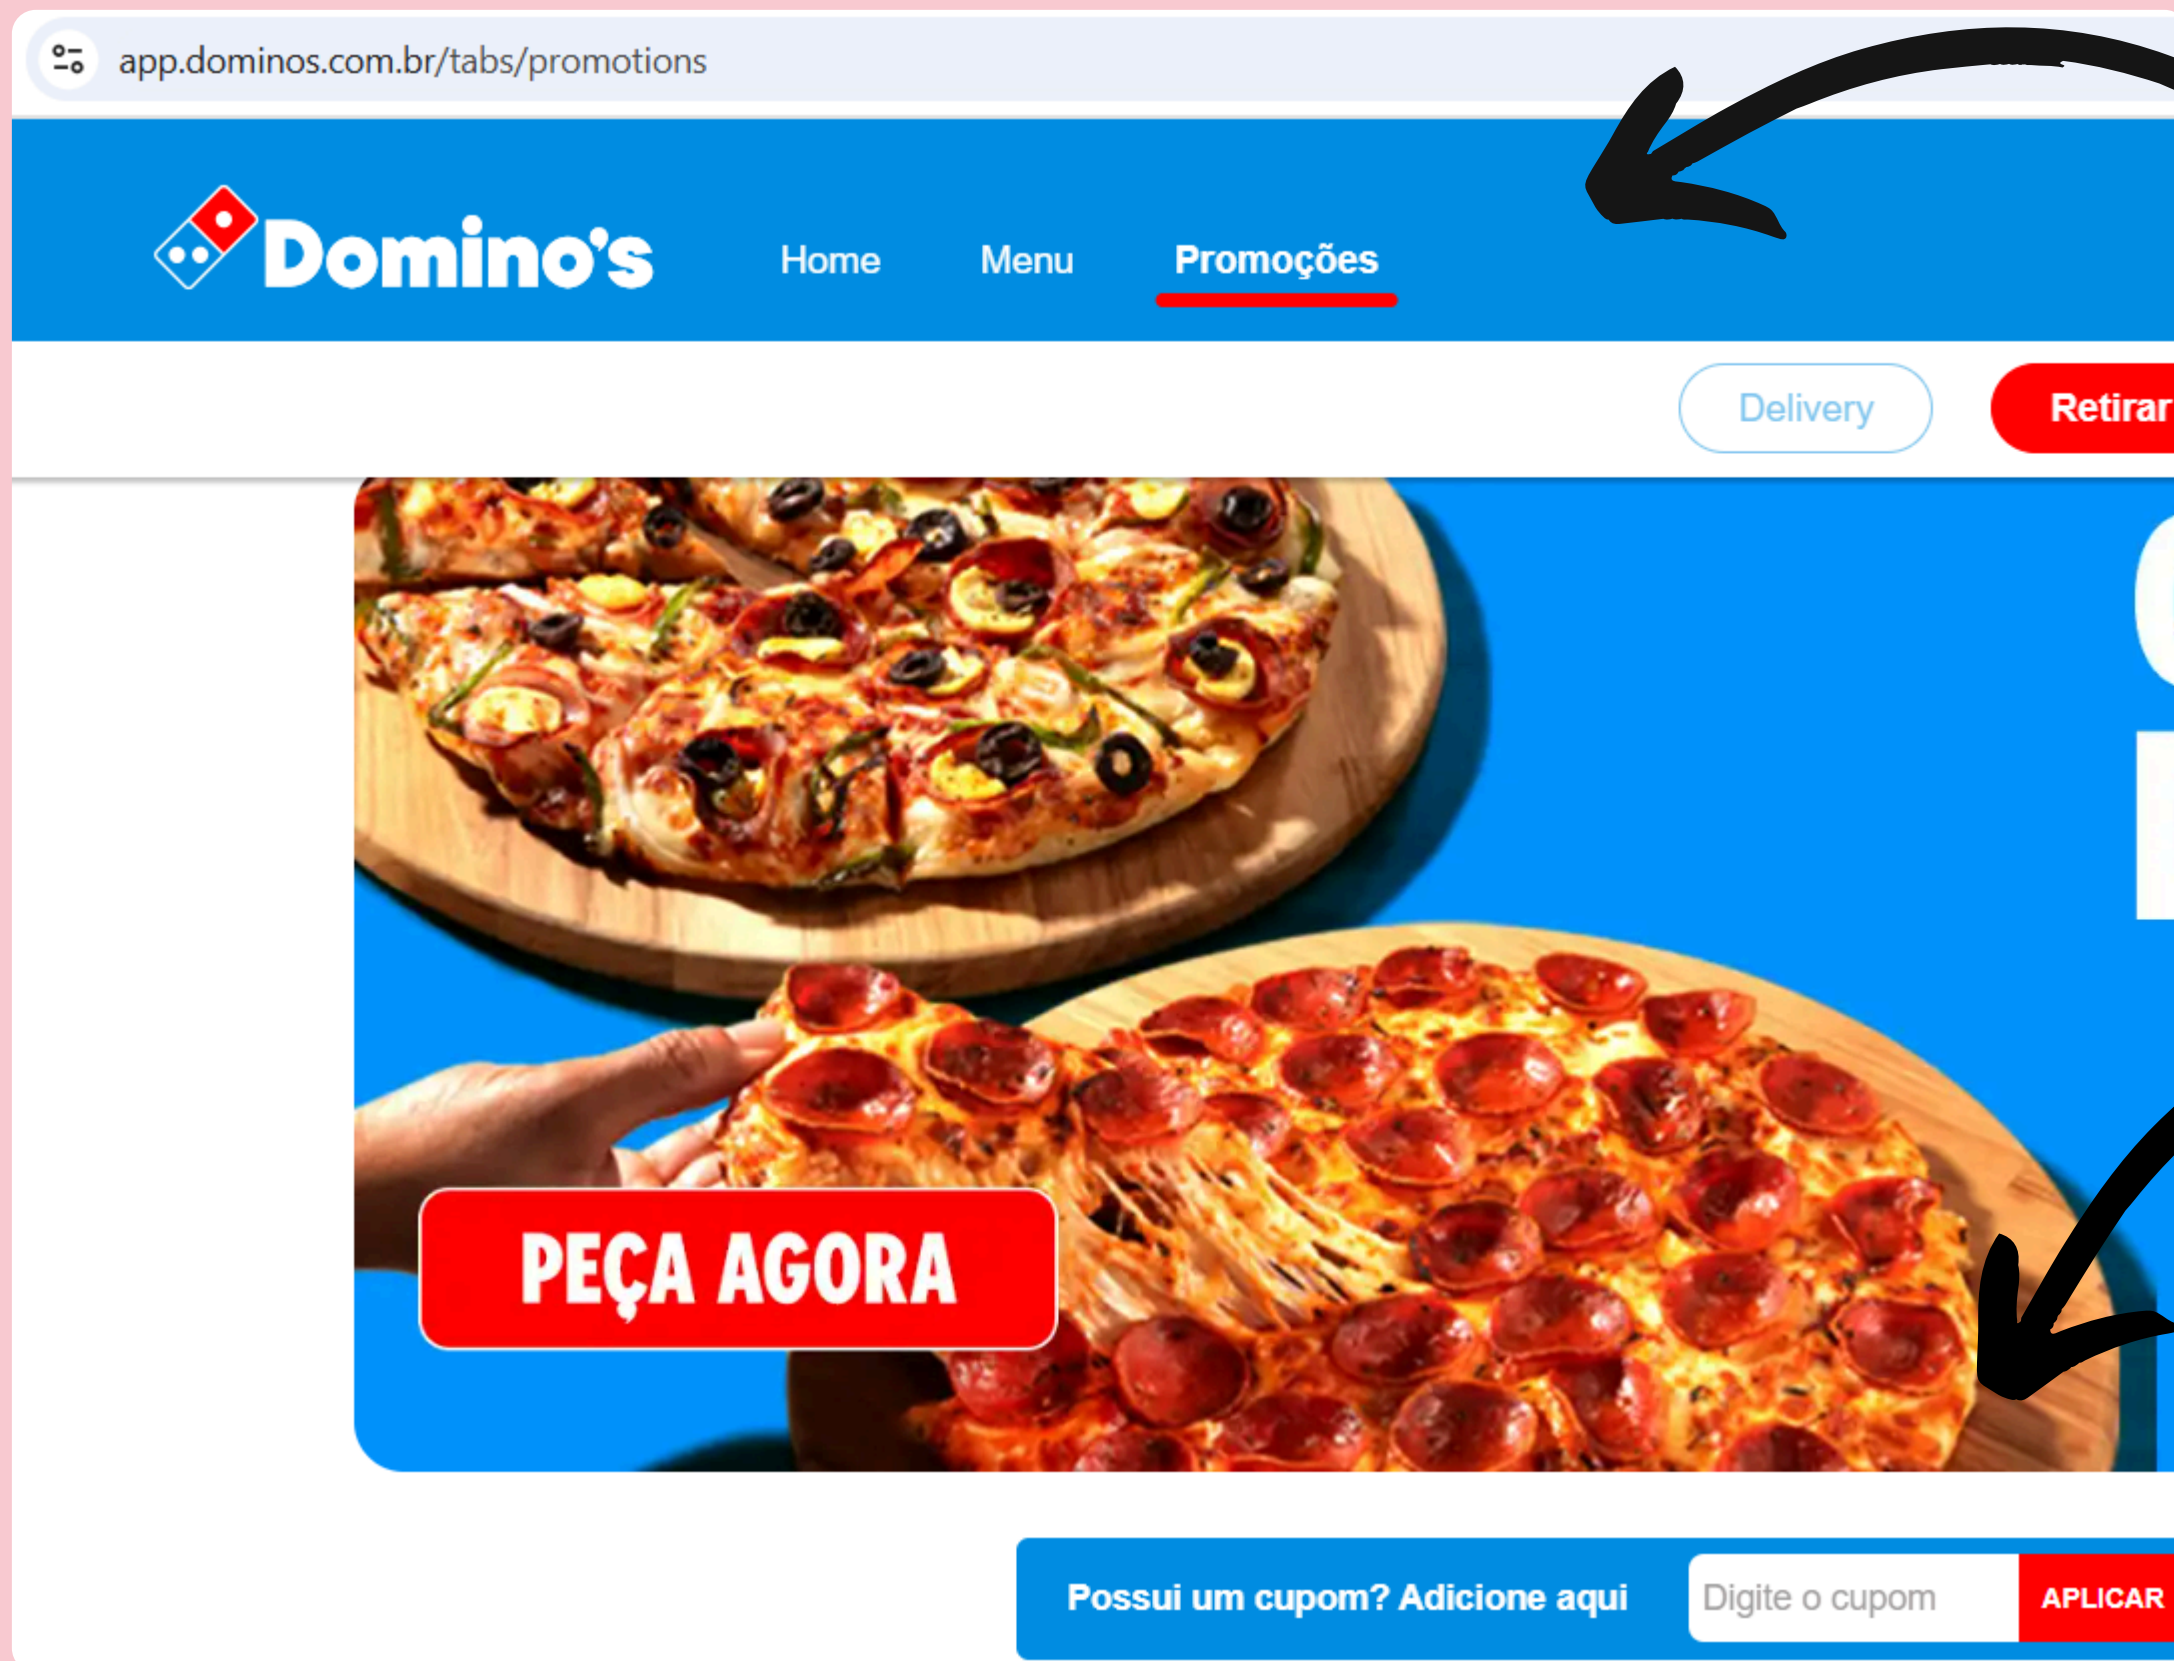 app.dominos.com.br/tabs/promotions
Domino's
Home Menu Promoções
Delivery Retirar
PEÇA AGORA
Possui um cupom? Adicione aqui Digite o cupom APLICAR